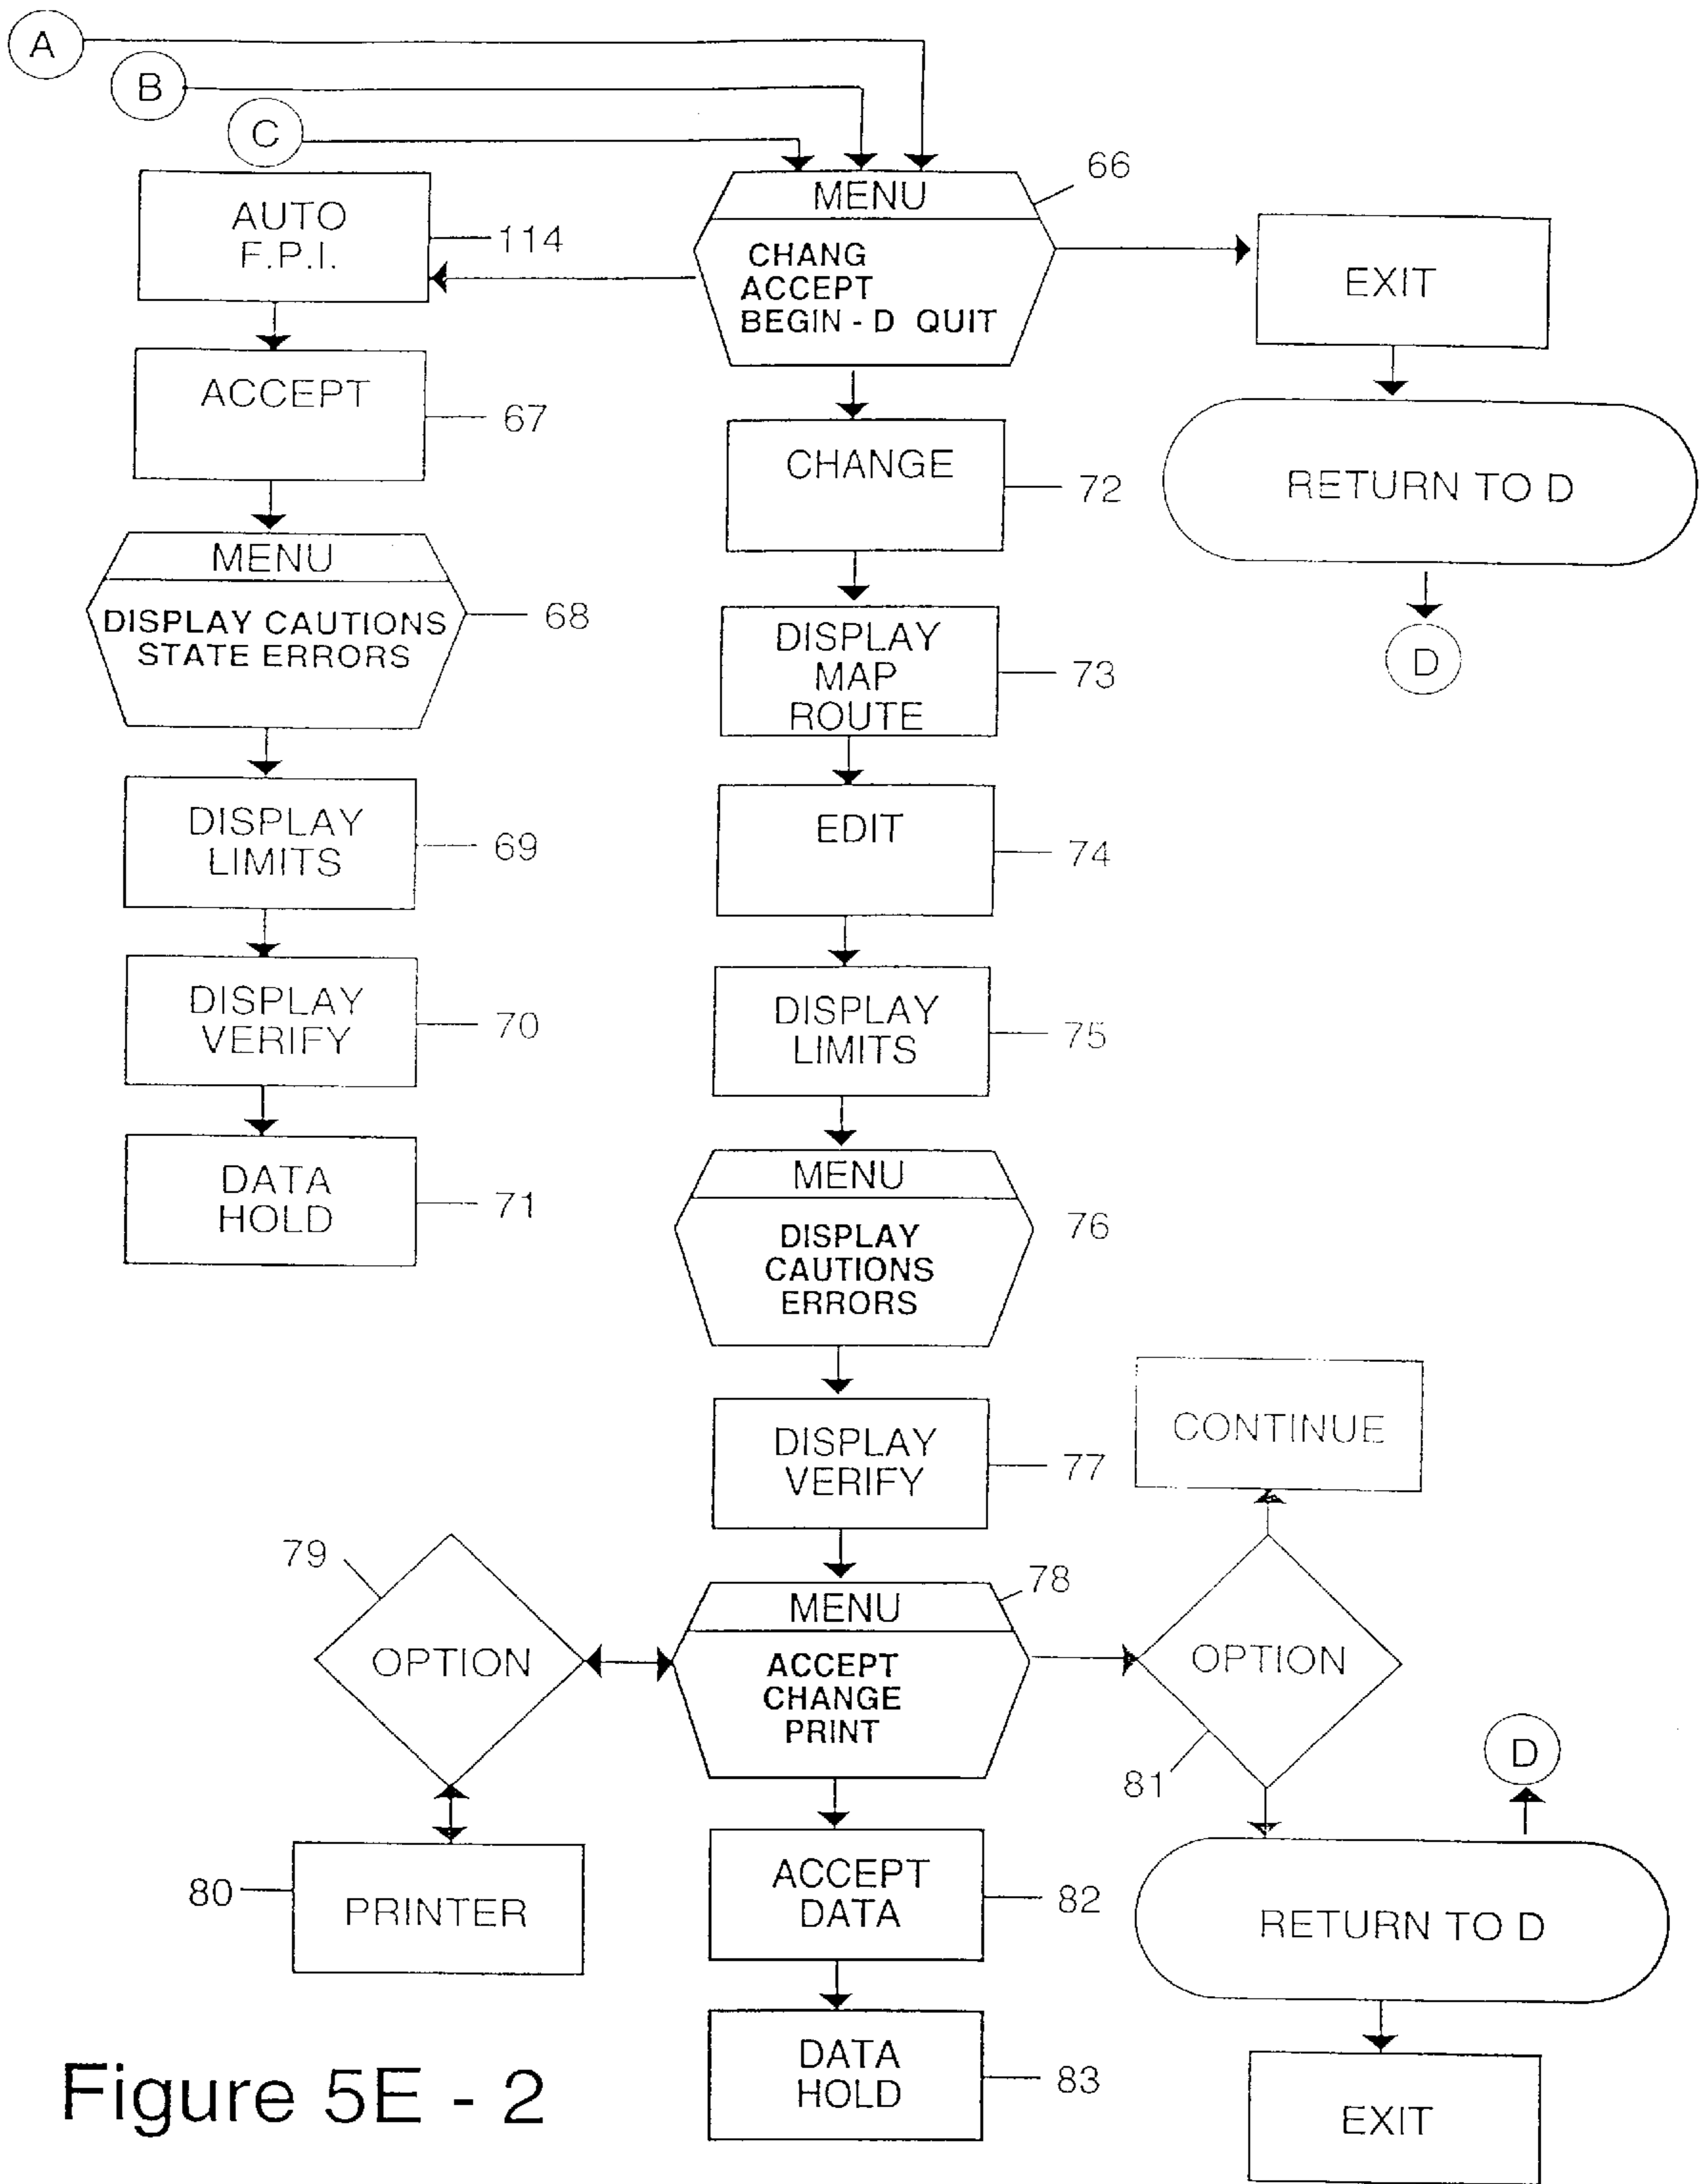 A
B
C
AUTO
F.P.I.
114
MENU
CHANG
ACCEPT
BEGIN - D QUIT
66
EXIT
ACCEPT
67
CHANGE
72
RETURN TO D
D
MENU
DISPLAY CAUTIONS
STATE ERRORS
68
DISPLAY
MAP
ROUTE
73
DISPLAY
LIMITS
69
EDIT
74
DISPLAY
VERIFY
70
DISPLAY
LIMITS
75
DATA
HOLD
71
MENU
DISPLAY
CAUTIONS
ERRORS
76
DISPLAY
VERIFY
77
CONTINUE
79
OPTION
MENU
ACCEPT
CHANGE
PRINT
78
OPTION
81
D
80
PRINTER
ACCEPT
DATA
82
RETURN TO D
DATA
HOLD
83
EXIT
Figure 5E - 2